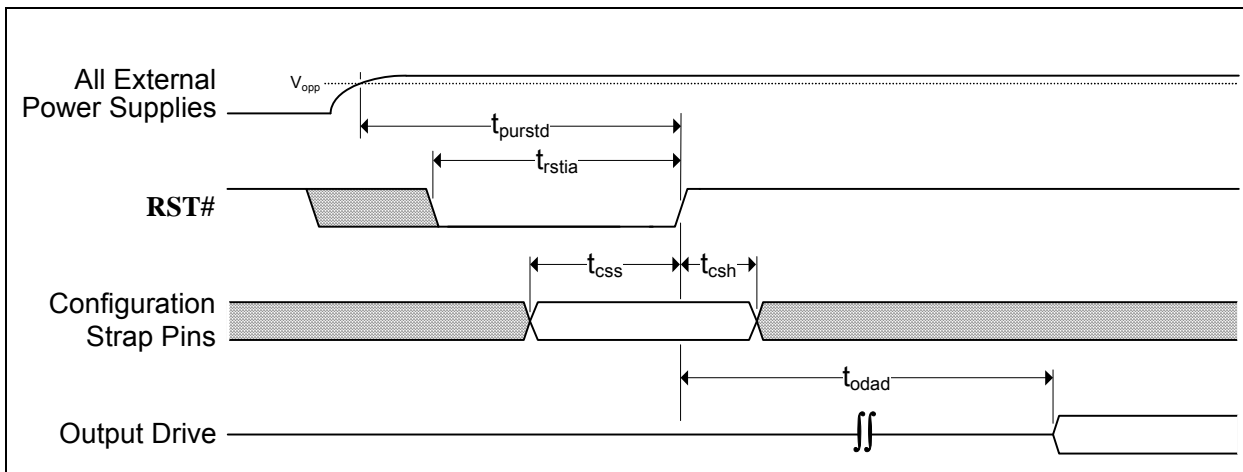 All External
Power Supplies
Vopp
tpurstd
trstia
RST#
tcss
tcsh
Configuration
Strap Pins
todad
Output Drive